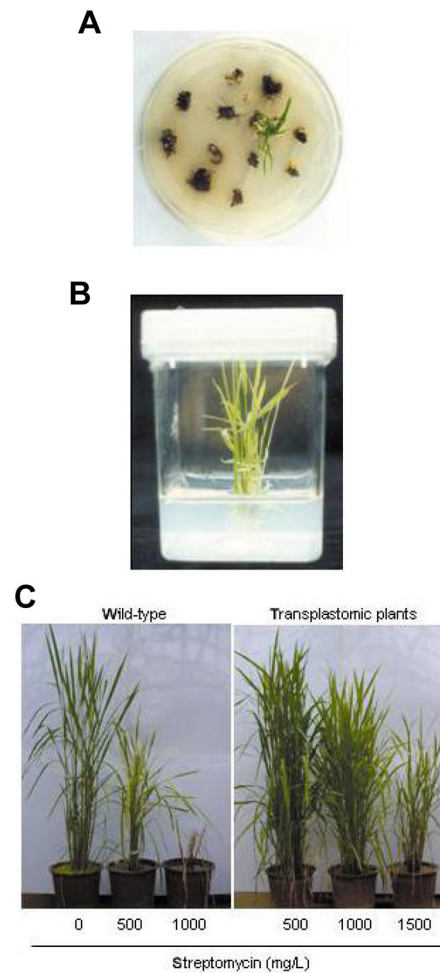 A
B
C
Wild-type Transplastomic plants
0 500 1000 500 1000 1500
Streptomycin (mg/L)